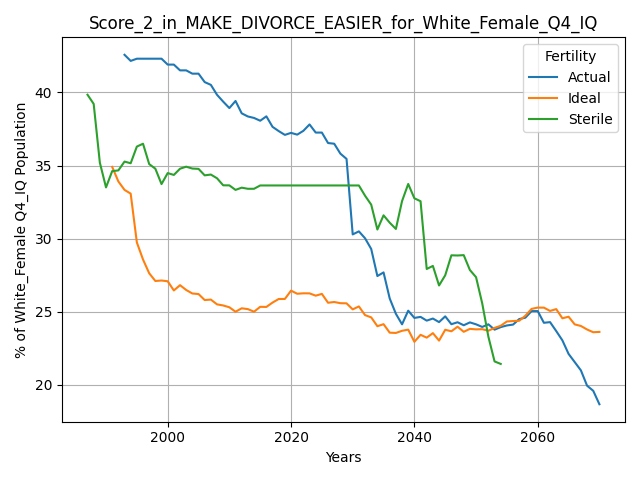 Score_2_in_MAKE_DIVORCE_EASIER_for_White_Female_Q4_IQ
Fertility
Actual
Ideal
Sterile
% of White_Female Q4_IQ Population
40
35
30
25
20
2000
2020
2040
2060
Years